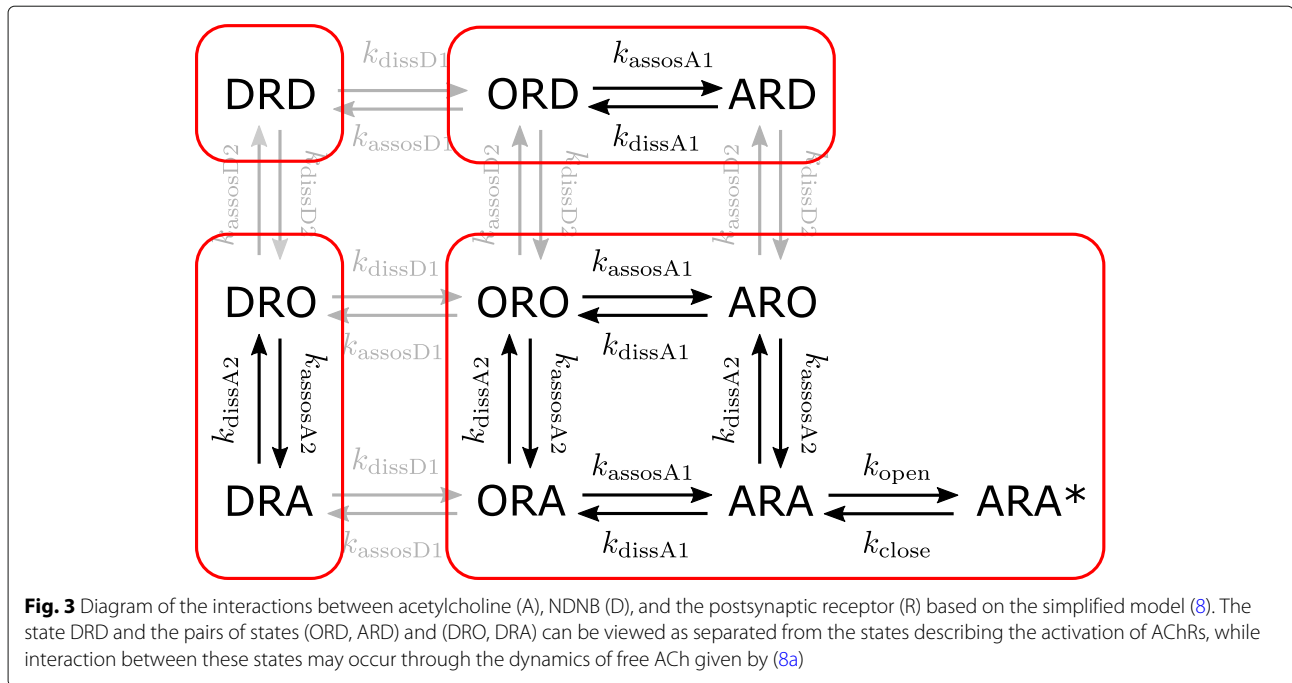 k_dissD1
k_assosA1
DRD
ORD
ARD
k_assosD1
k_dissA1
k_assosD2
k_dissD2
k_assosD2
k_dissD2
k_assosD2
k_dissD2
k_dissD1
k_assosA1
DRO
ORO
ARO
k_assosD1
k_dissA1
k_dissA2
k_assosA2
k_dissA2
k_assosA2
k_dissA2
k_assosA2
k_dissD1
k_assosA1
k_open
DRA
ORA
ARA
ARA*
k_assosD1
k_dissA1
k_close
Fig. 3 Diagram of the interactions between acetylcholine (A), NDNB (D), and the postsynaptic receptor (R) based on the simplified model (8). The
state DRD and the pairs of states (ORD, ARD) and (DRO, DRA) can be viewed as separated from the states describing the activation of AChRs, while
interaction between these states may occur through the dynamics of free ACh given by (8a)